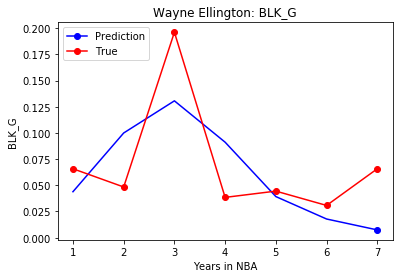 Wayne Ellington: BLK_G
Prediction
True
BLK_G
0.200
0.175
0.150
0.125
0.100
0.075
0.050
0.025
0.000
1 2 3 4 5 6 7
Years in NBA